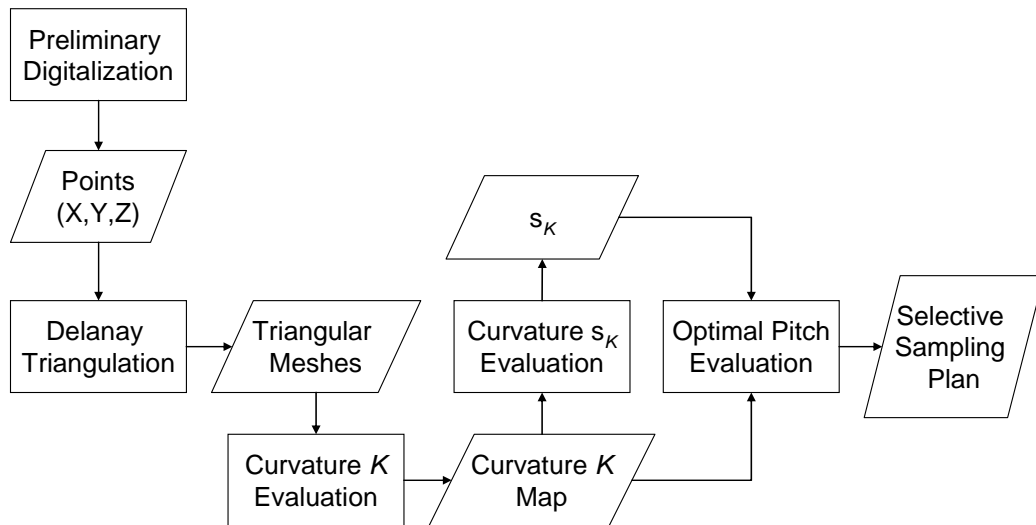 Preliminary
Digitalization
Points
(X,Y,Z)
Delanay
Triangulation
Triangular
Meshes
Curvature K
Evaluation
Curvature K
Map
Curvature s_K
Evaluation
s_K
Optimal Pitch
Evaluation
Selective
Sampling
Plan